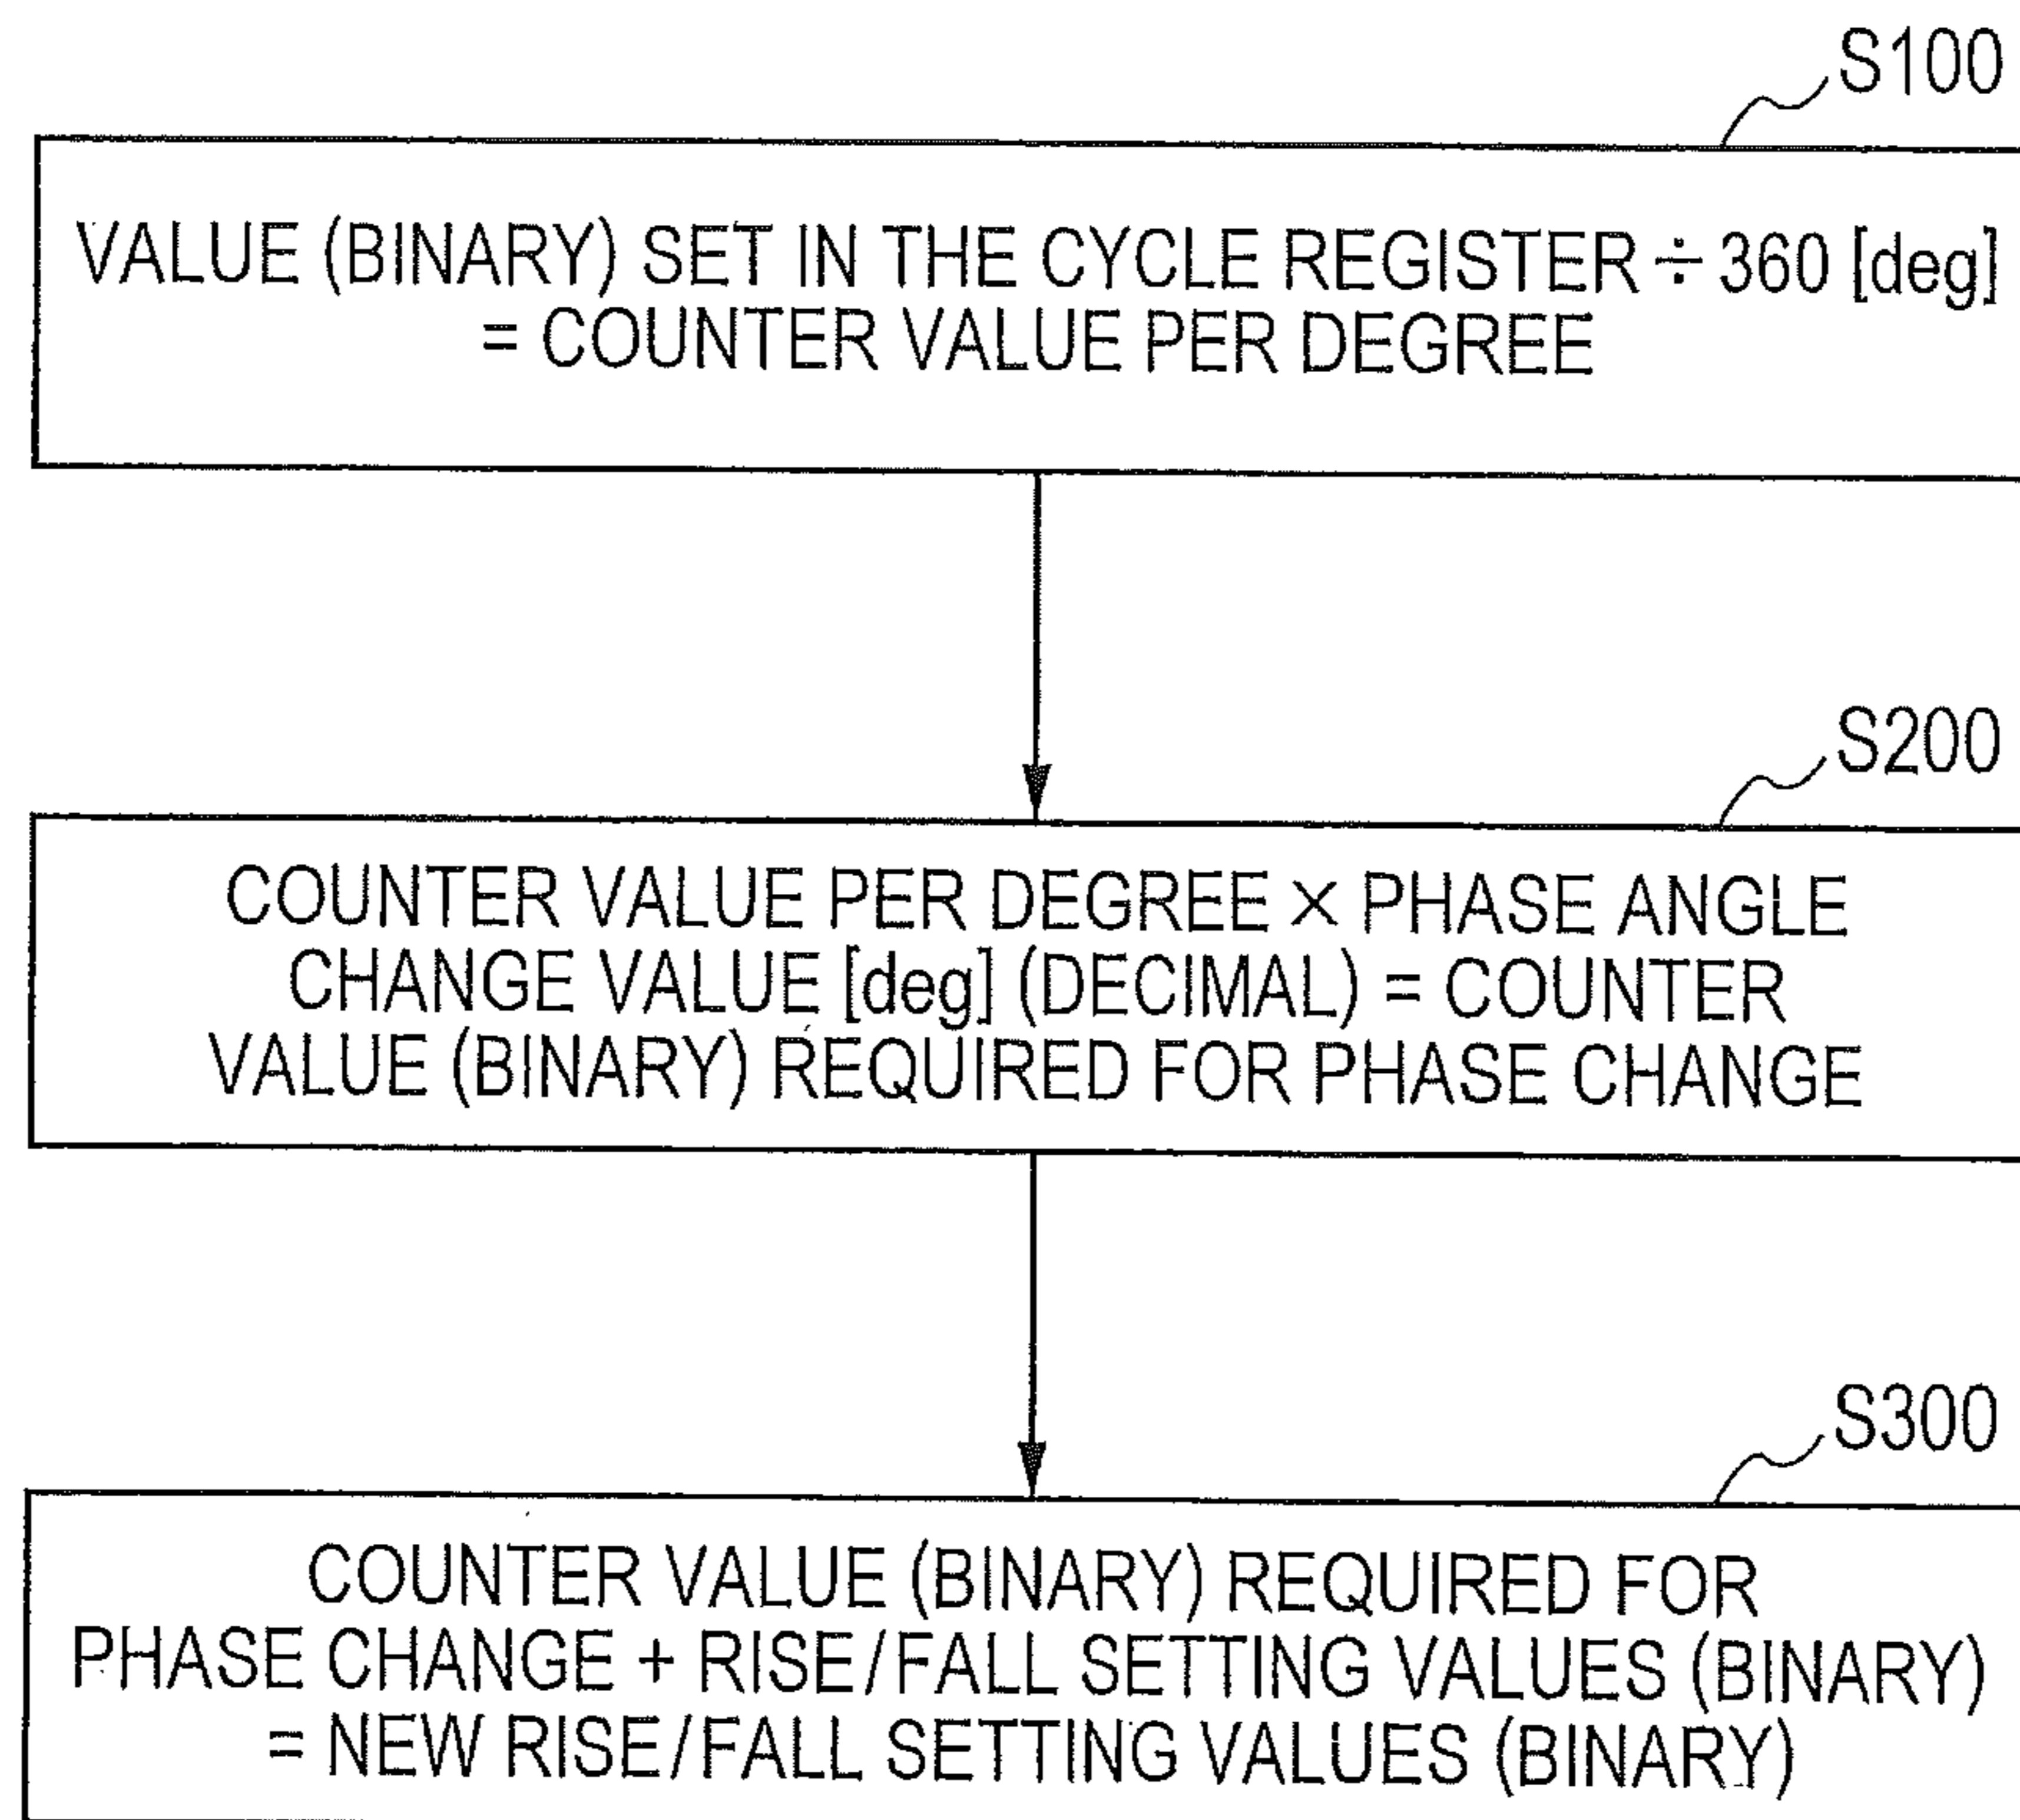 S100
VALUE (BINARY) SET IN THE CYCLE REGISTER ÷ 360 [deg]
= COUNTER VALUE PER DEGREE
S200
COUNTER VALUE PER DEGREE × PHASE ANGLE
CHANGE VALUE [deg] (DECIMAL) = COUNTER
VALUE (BINARY) REQUIRED FOR PHASE CHANGE
S300
COUNTER VALUE (BINARY) REQUIRED FOR
PHASE CHANGE + RISE/FALL SETTING VALUES (BINARY)
= NEW RISE/FALL SETTING VALUES (BINARY)